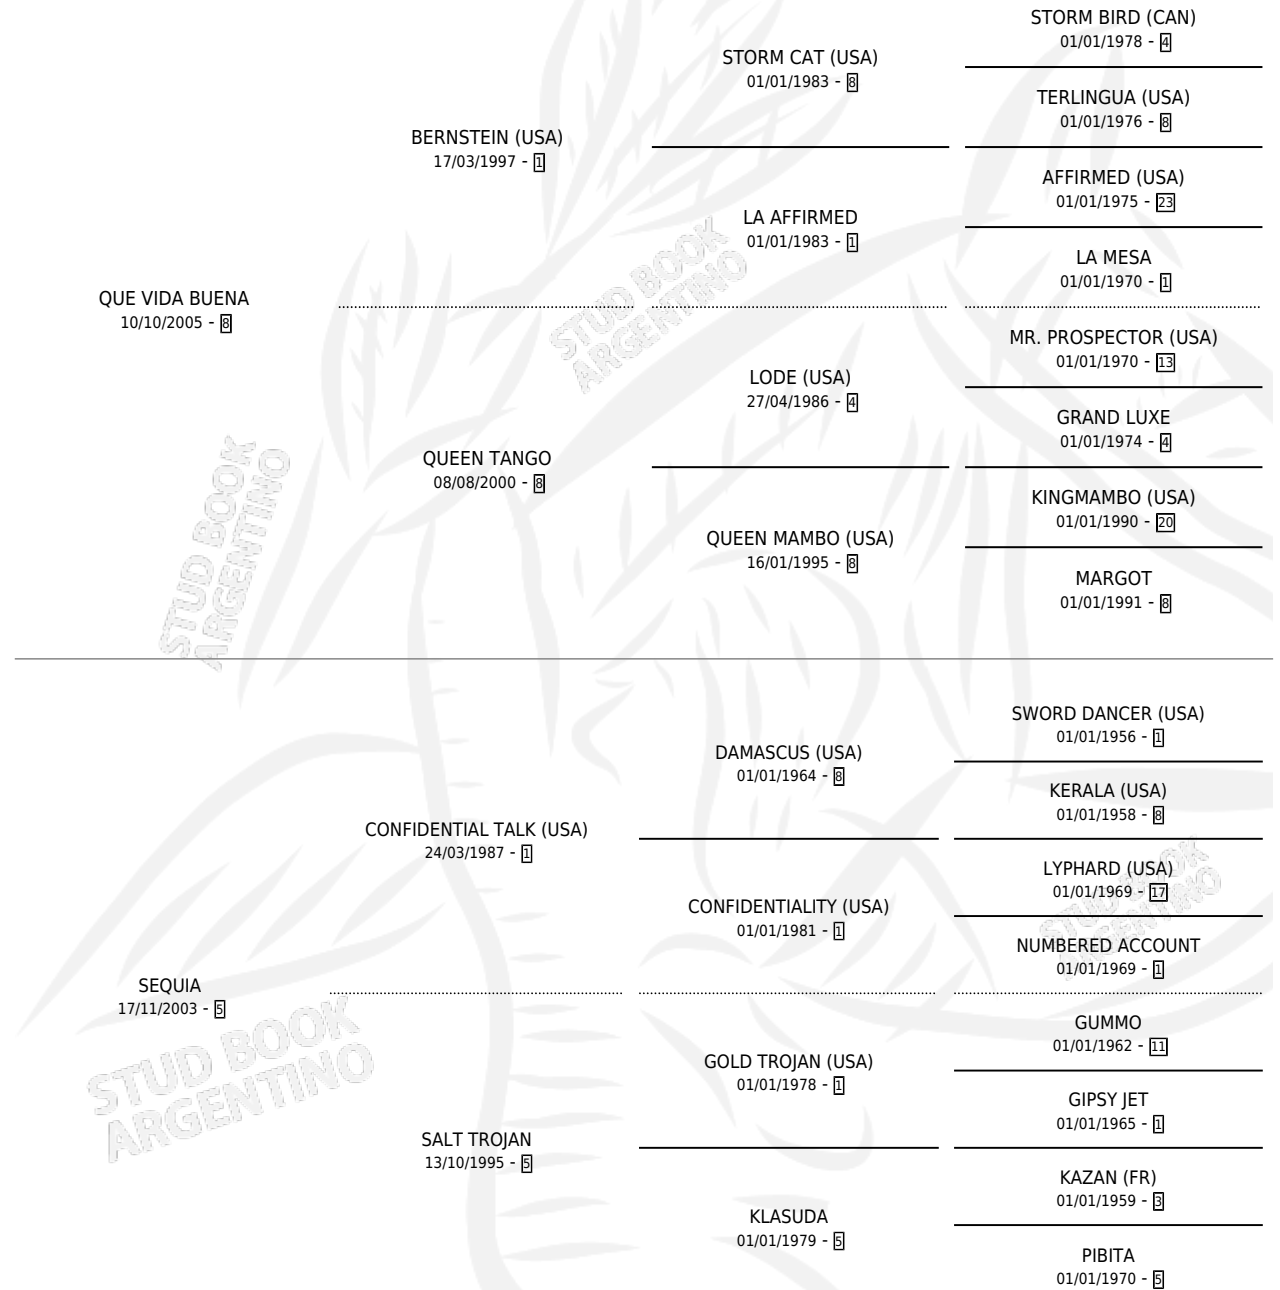 STORM BIRD (CAN)
01/01/1978 - 4
STORM CAT (USA)
01/01/1983 - 8
TERLINGUA (USA)
01/01/1976 - 8
BERNSTEIN (USA)
17/03/1997 - 1
AFFIRMED (USA)
01/01/1975 - 23
LA AFFIRMED
01/01/1983 - 1
LA MESA
01/01/1970 - 1
QUE VIDA BUENA
10/10/2005 - 8
MR. PROSPECTOR (USA)
01/01/1970 - 13
LODE (USA)
27/04/1986 - 4
GRAND LUXE
01/01/1974 - 4
QUEEN TANGO
08/08/2000 - 8
KINGMAMBO (USA)
01/01/1990 - 20
QUEEN MAMBO (USA)
16/01/1995 - 8
MARGOT
01/01/1991 - 8
SWORD DANCER (USA)
01/01/1956 - 1
DAMASCUS (USA)
01/01/1964 - 8
KERALA (USA)
01/01/1958 - 8
CONFIDENTIAL TALK (USA)
24/03/1987 - 1
LYPHARD (USA)
01/01/1969 - 17
CONFIDENTIALITY (USA)
01/01/1981 - 1
NUMBERED ACCOUNT
01/01/1969 - 1
SEQUIA
17/11/2003 - 5
GUMMO
01/01/1962 - 11
GOLD TROJAN (USA)
01/01/1978 - 1
GIPSY JET
01/01/1965 - 1
SALT TROJAN
13/10/1995 - 5
KAZAN (FR)
01/01/1959 - 3
KLASUDA
01/01/1979 - 5
PIBITA
01/01/1970 - 5
STUD BOOK
ARGENTINO
STUD BOOK
ARGENTINO
STUD BOOK
ARGENTINO
STUD BOOK
ARGENTINO